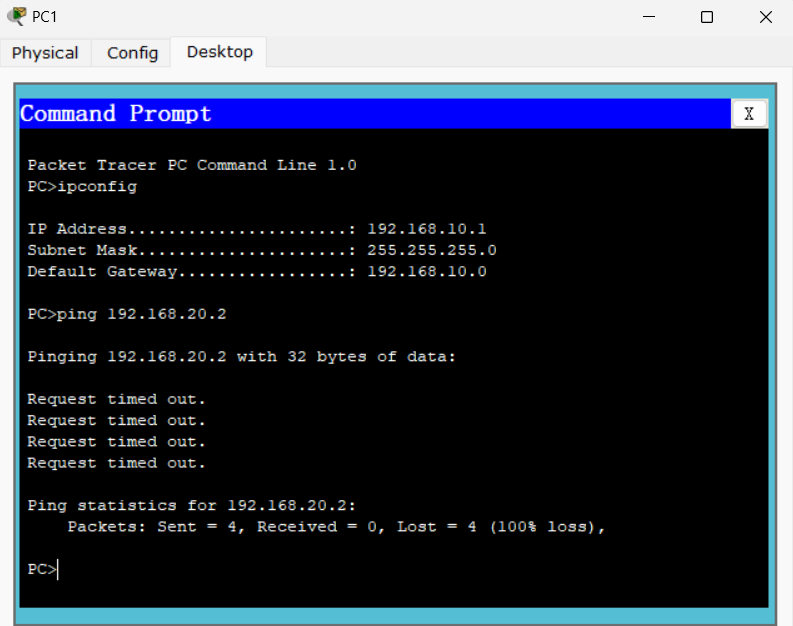 PC1
Physical Config Desktop
Command Prompt
X
Packet Tracer PC Command Line 1.0
PC>ipconfig
IP Address......................: 192.168.10.1
Subnet Mask.....................: 255.255.255.0
Default Gateway.................: 192.168.10.0
PC>ping 192.168.20.2
Pinging 192.168.20.2 with 32 bytes of data:
Request timed out.
Request timed out.
Request timed out.
Request timed out.
Ping statistics for 192.168.20.2:
Packets: Sent = 4, Received = 0, Lost = 4 (100% loss),
PC>